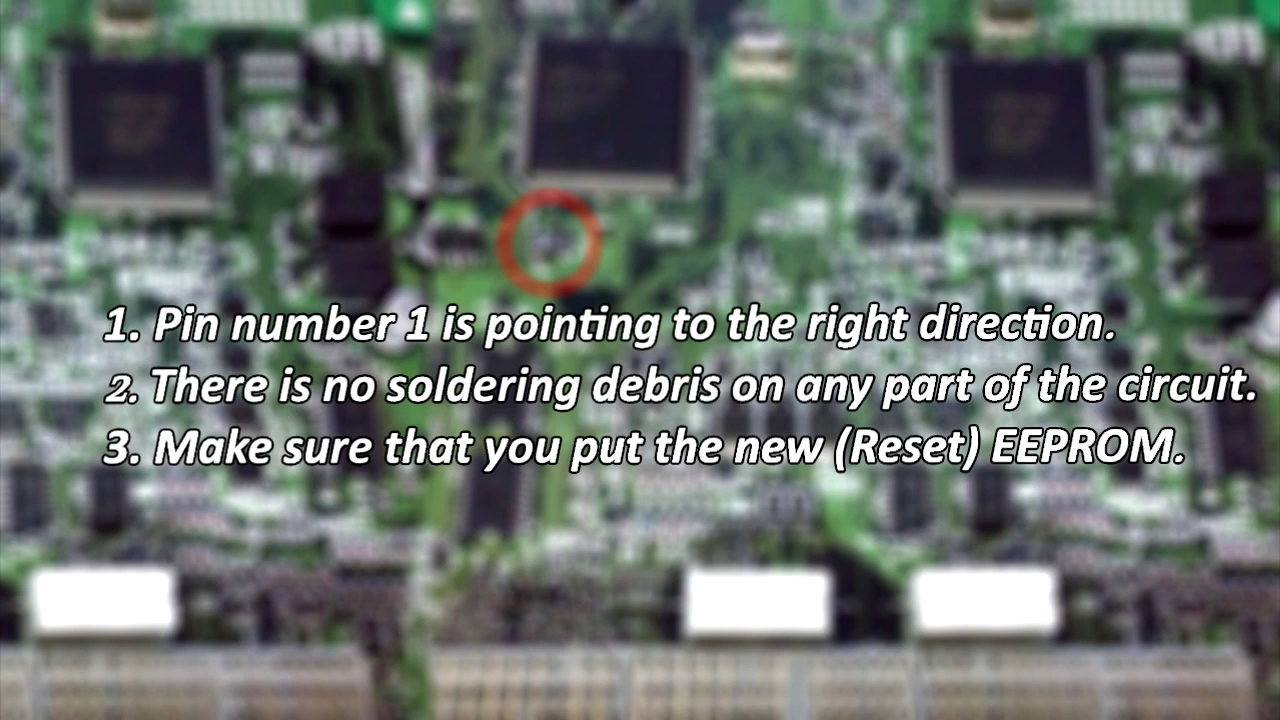 1. Pin number 1 is pointing to the right direction.
2. There is no soldering debris on any part of the circuit.
3. Make sure that you put the new (Reset) EEPROM.